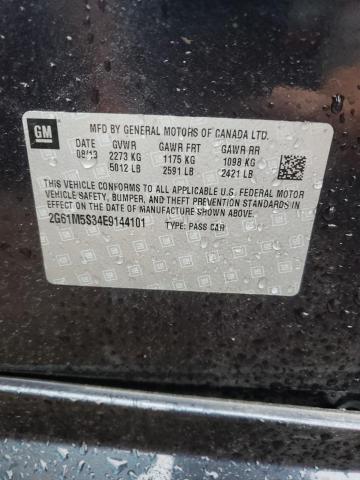 GM
MFD BY GENERAL MOTORS OF CANADA LTD.
DATE GVWR GAWR FRT GAWR RR
08/13 2273 KG 1175 KG 1098 KG
5012 LB 2591 LB 2421 LB
THIS VEHICLE CONFORMS TO ALL APPLICABLE U.S. FEDERAL MOTOR
VEHICLE SAFETY, BUMPER, AND THEFT PREVENTION STANDARDS IN
EFFECT ON THE DATE OF MANUFACTURE SHOWN ABOVE.
2G61M5S34E9144101 TYPE: PASS CAR